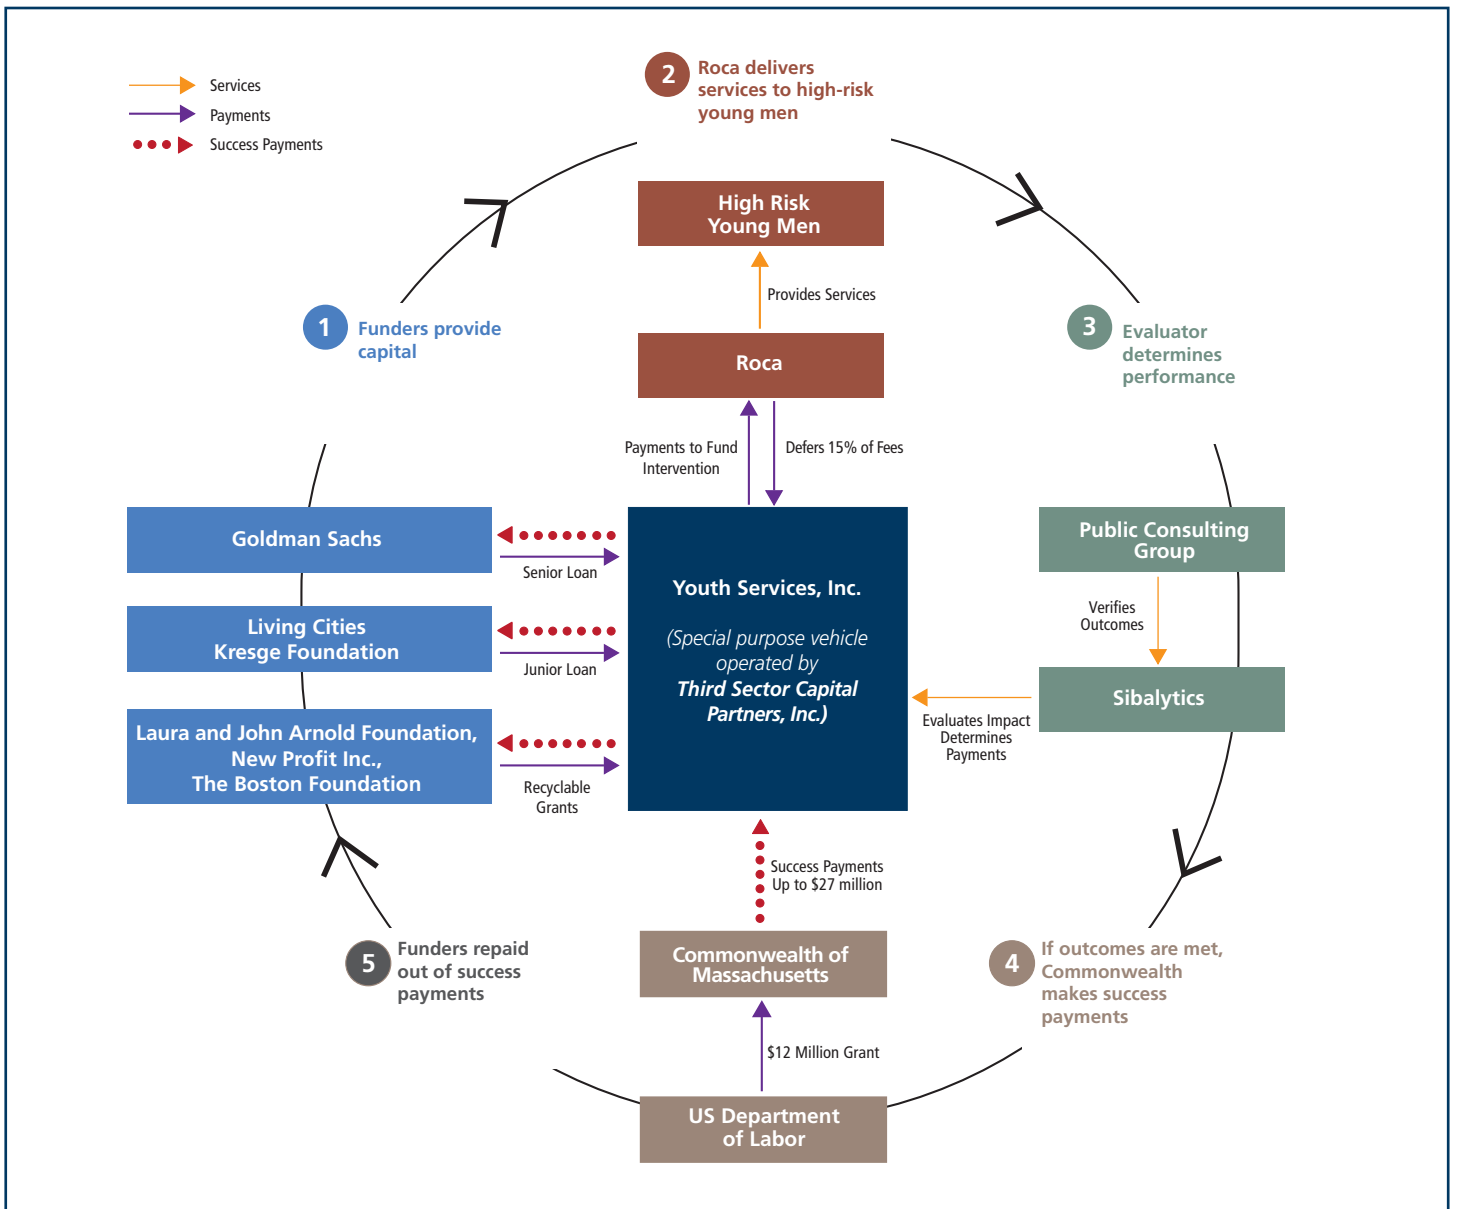 Services
Payments
Success Payments
2
Roca delivers
services to high-risk
young men
High Risk
Young Men
Provides Services
1
Funders provide
capital
3
Evaluator
determines
performance
Roca
Payments to Fund
Intervention
Defers 15% of Fees
Goldman Sachs
Senior Loan
Living Cities
Kresge Foundation
Junior Loan
Laura and John Arnold Foundation,
New Profit Inc.,
The Boston Foundation
Recyclable
Grants
Youth Services, Inc.
(Special purpose vehicle
operated by
Third Sector Capital
Partners, Inc.)
Public Consulting
Group
Verifies
Outcomes
Sibalytics
Evaluates Impact
Determines
Payments
Success Payments
Up to $27 million
5
Funders repaid
out of success
payments
Commonwealth of
Massachusetts
4
If outcomes are met,
Commonwealth
makes success
payments
$12 Million Grant
US Department
of Labor